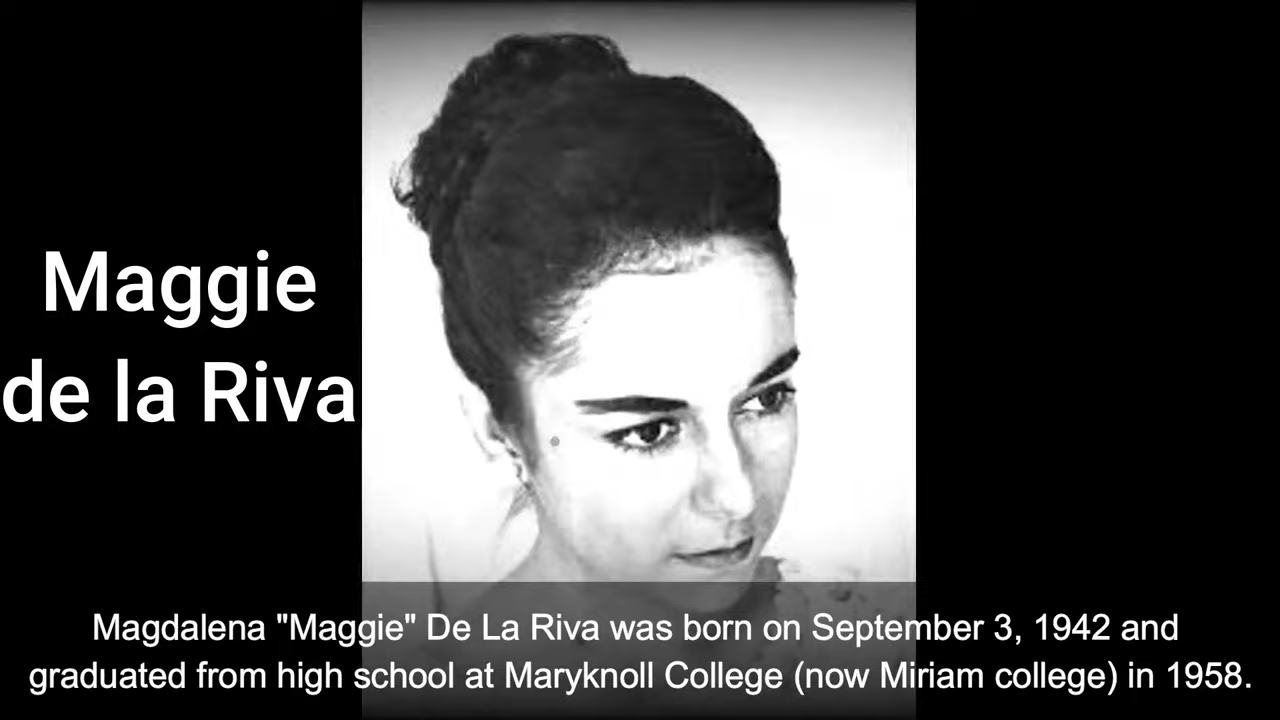 Maggie
de la Riva
Magdalena "Maggie" De La Riva was born on September 3, 1942 and
graduated from high school at Maryknoll College (now Miriam college) in 1958.